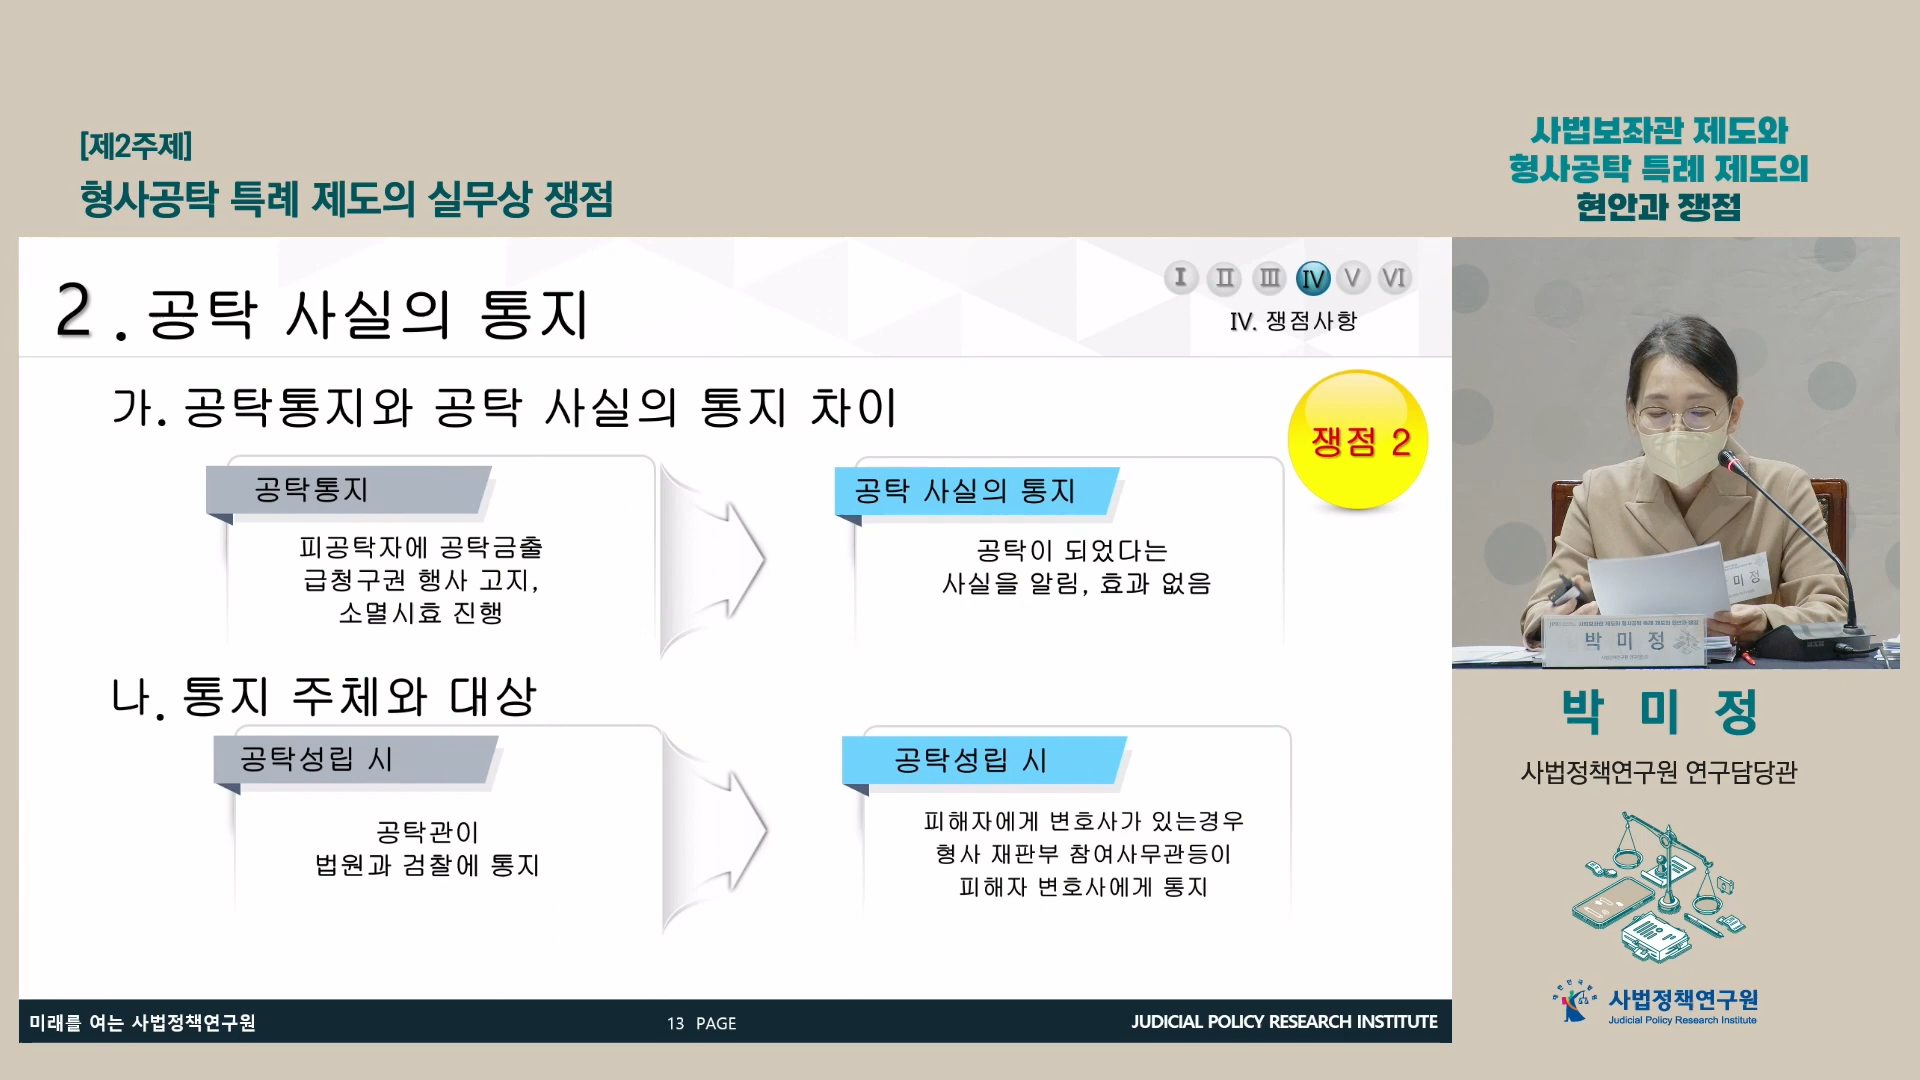 [제2주제]
형사공탁 특례 제도의 실무상 쟁점
사법보좌관 제도와
형사공탁 특례 제도의
현안과 쟁점
2. 공탁 사실의 통지
I II III IV V VI
IV. 쟁점사항
가. 공탁통지와 공탁 사실의 통지 차이
쟁점 2
공탁통지
피공탁자에 공탁금출
급청구권 행사 고지,
소멸시효 진행
공탁 사실의 통지
공탁이 되었다는
사실을 알림, 효과 없음
나. 통지 주체와 대상
공탁성립 시
공탁관이
법원과 검찰에 통지
공탁성립 시
피해자에게 변호사가 있는경우
형사 재판부 참여사무관등이
피해자 변호사에게 통지
미래를 여는 사법정책연구원
13 PAGE
JUDICIAL POLICY RESEARCH INSTITUTE
미정
박미정
박 미 정
사법정책연구원 연구담당관
사법정책연구원
Judicial Policy Research Institute